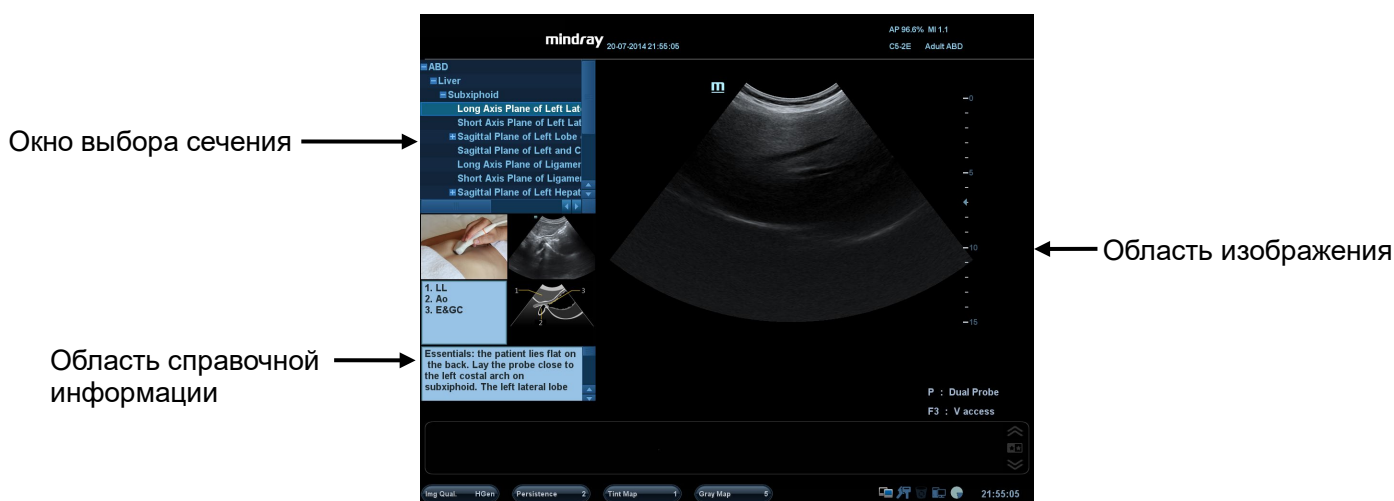 mindray
20-07-2014 21:55:05
AP 96.6% MI 1.1
C5-2E Adult ABD
ABD
Liver
Subxiphoid
Long Axis Plane of Left Lat
Short Axis Plane of Left Lat
Sagittal Plane of Left Lobe
Sagittal Plane of Left and C
Long Axis Plane of Ligamen
Short Axis Plane of Ligamen
Sagittal Plane of Left Hepat
Окно выбора сечения
m
0
5
10
15
Область изображения
1. LL
2. Ao
3. E&GC
1
3
2
Область справочной
информации
Essentials: the patient lies flat on
the back. Lay the probe close to
the left costal arch on
subxiphoid. The left lateral lobe
P : Dual Probe
F3 : V access
Img Qual. HGen
Persistence 2
Tint Map 1
Gray Map 5
21:55:05